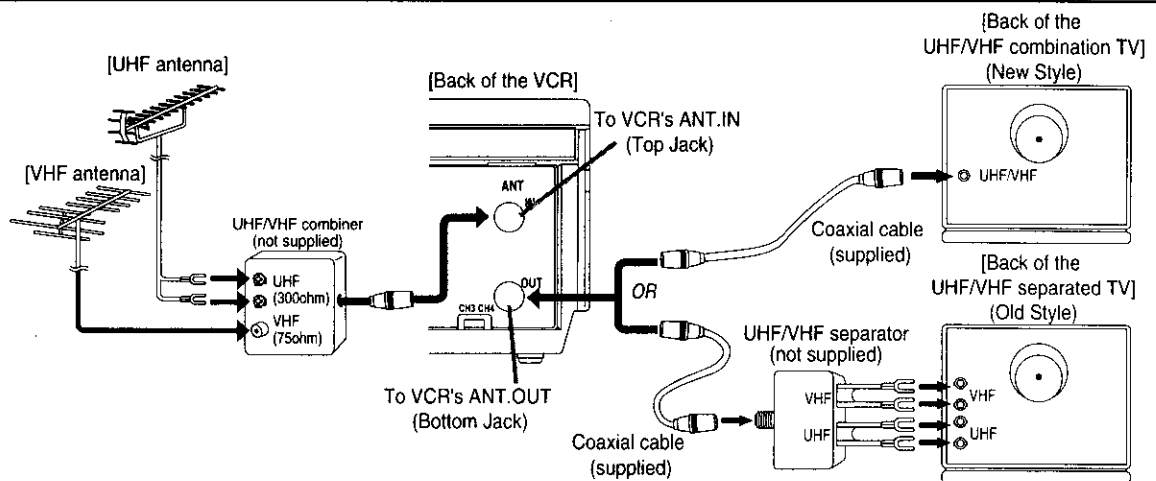 [UHF antenna]
[VHF antenna]
UHF/VHF combiner
(not supplied)
UHF
(300ohm)
VHF
(75ohm)
[Back of the VCR]
To VCR's ANT.IN
(Top Jack)
ANT
IN
OUT
CH3 CH4
To VCR's ANT.OUT
(Bottom Jack)
OR
Coaxial cable
(supplied)
[Back of the
UHF/VHF combination TV]
(New Style)
UHF/VHF
Coaxial cable
(supplied)
UHF/VHF separator
(not supplied)
VHF
UHF
[Back of the
UHF/VHF separated TV]
(Old Style)
VHF
UHF